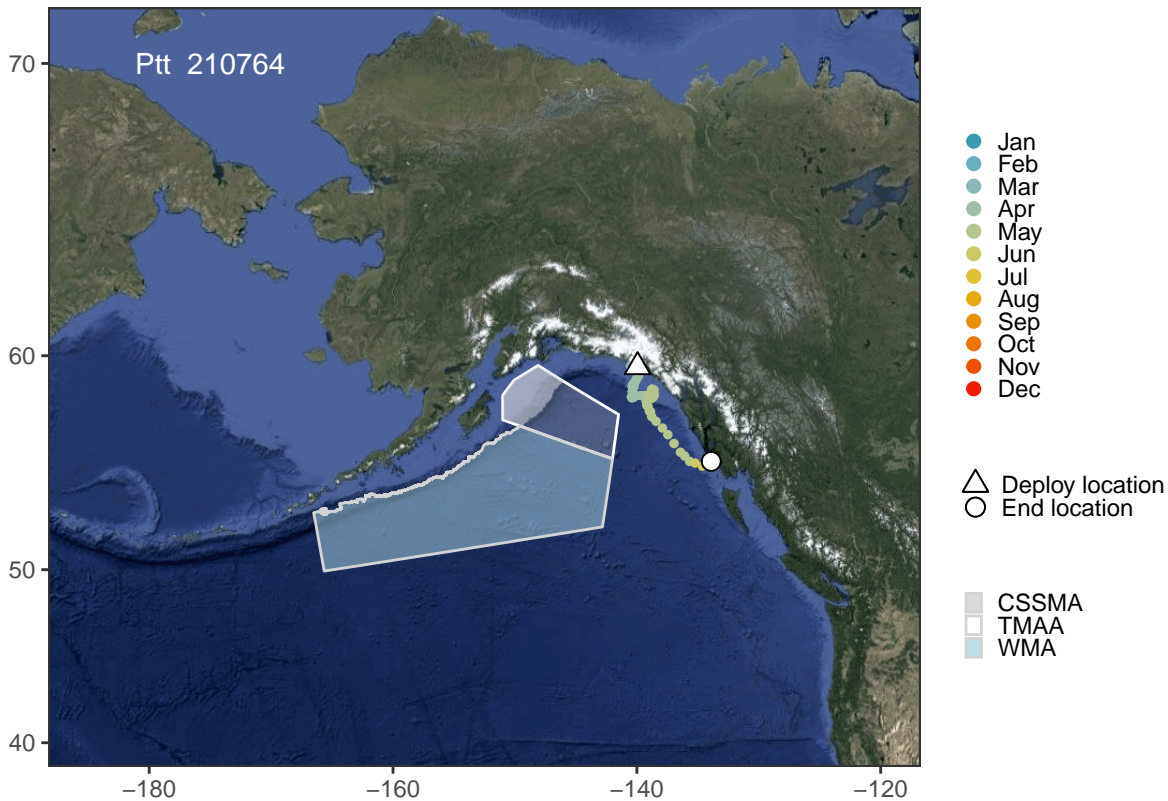 Ptt 210764
70
60
50
40
−180
−160
−140
−120
Jan
Feb
Mar
Apr
May
Jun
Jul
Aug
Sep
Oct
Nov
Dec
Deploy location
End location
CSSMA
TMAA
WMA